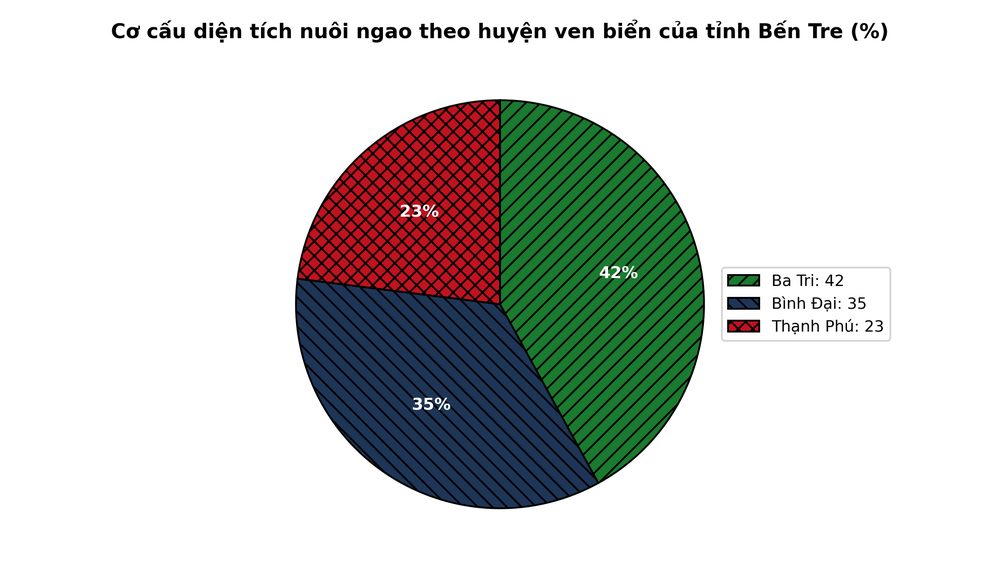 Cơ cấu diện tích nuôi ngao theo huyện ven biển của tỉnh Bến Tre (%)
23%
42%
35%
Ba Tri: 42
Bình Đại: 35
Thạnh Phú: 23